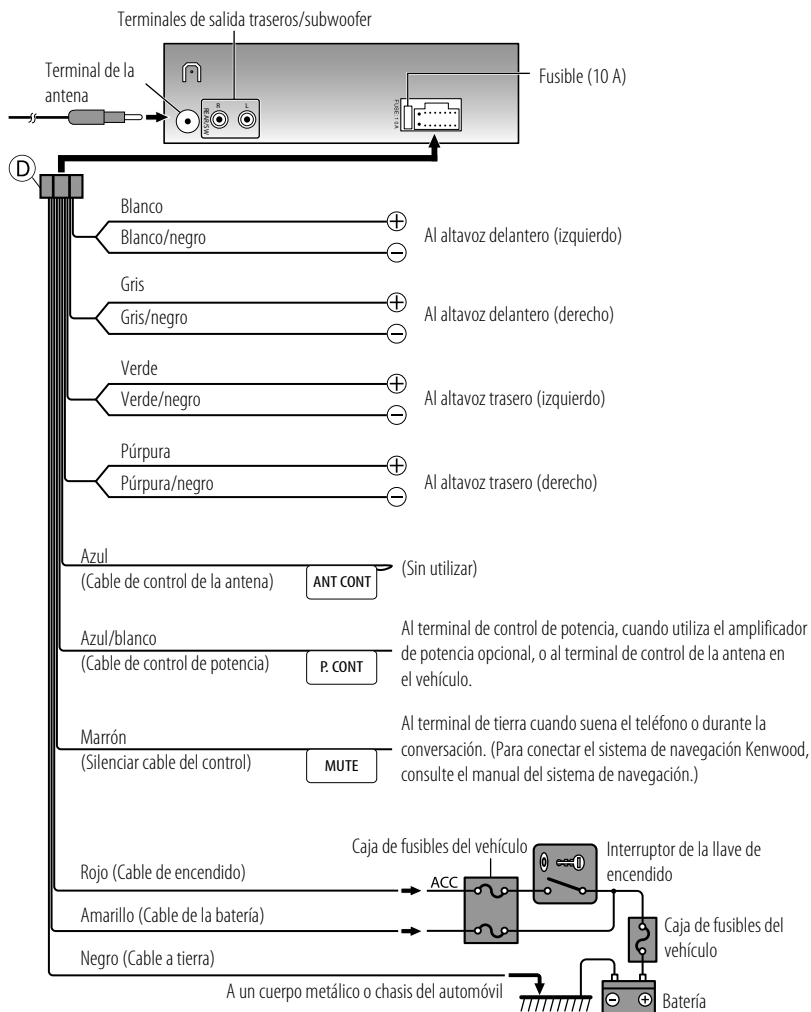 Terminales de salida traseros/subwoofer
Terminal de la
antena
Fusible (10 A)
R
L
REAR/SW
FUSE 10A
D
Blanco
Blanco/negro
Al altavoz delantero (izquierdo)
Gris
Gris/negro
Al altavoz delantero (derecho)
Verde
Verde/negro
Al altavoz trasero (izquierdo)
Púrpura
Púrpura/negro
Al altavoz trasero (derecho)
Azul
(Cable de control de la antena)
ANT CONT
(Sin utilizar)
Azul/blanco
(Cable de control de potencia)
P. CONT
Al terminal de control de potencia, cuando utiliza el amplificador
de potencia opcional, o al terminal de control de la antena en
el vehículo.
Marrón
(Silenciar cable del control)
MUTE
Al terminal de tierra cuando suena el teléfono o durante la
conversación. (Para conectar el sistema de navegación Kenwood,
consulte el manual del sistema de navegación.)
Caja de fusibles del vehículo
Interruptor de la llave de
encendido
Rojo (Cable de encendido)
ACC
Amarillo (Cable de la batería)
Caja de fusibles del
vehículo
Negro (Cable a tierra)
A un cuerpo metálico o chasis del automóvil
Batería